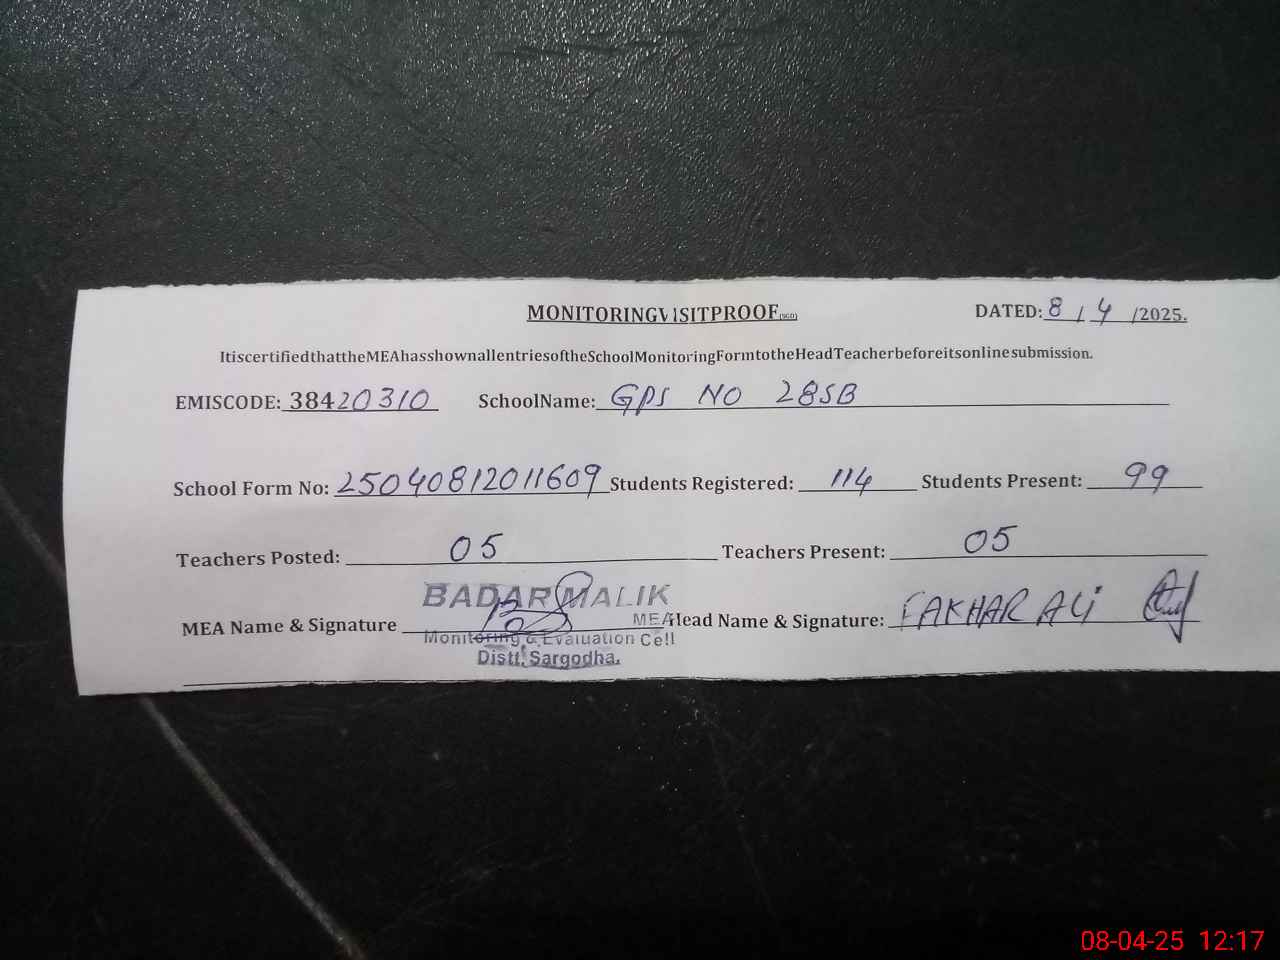 MONITORINGVISITPROOF(SGD) DATED: 8 / 4 /2025.
ItiscertifiedthattheMEAhasshownallentriesoftheSchoolMonitoringFormtotheHeadTeacherbeforeitsonlinesubmission.
EMISCODE: 38420310 SchoolName: GPS NO 28SB
School Form No: 25040812011609 Students Registered: 114 Students Present: 99
Teachers Posted: 05 Teachers Present: 05
BADAR MALIK
MEA Name & Signature MEA Head Name & Signature: FAKHAR ALi
Monitoring & Evaluation Cell
Distt. Sargodha.
08-04-25 12:17